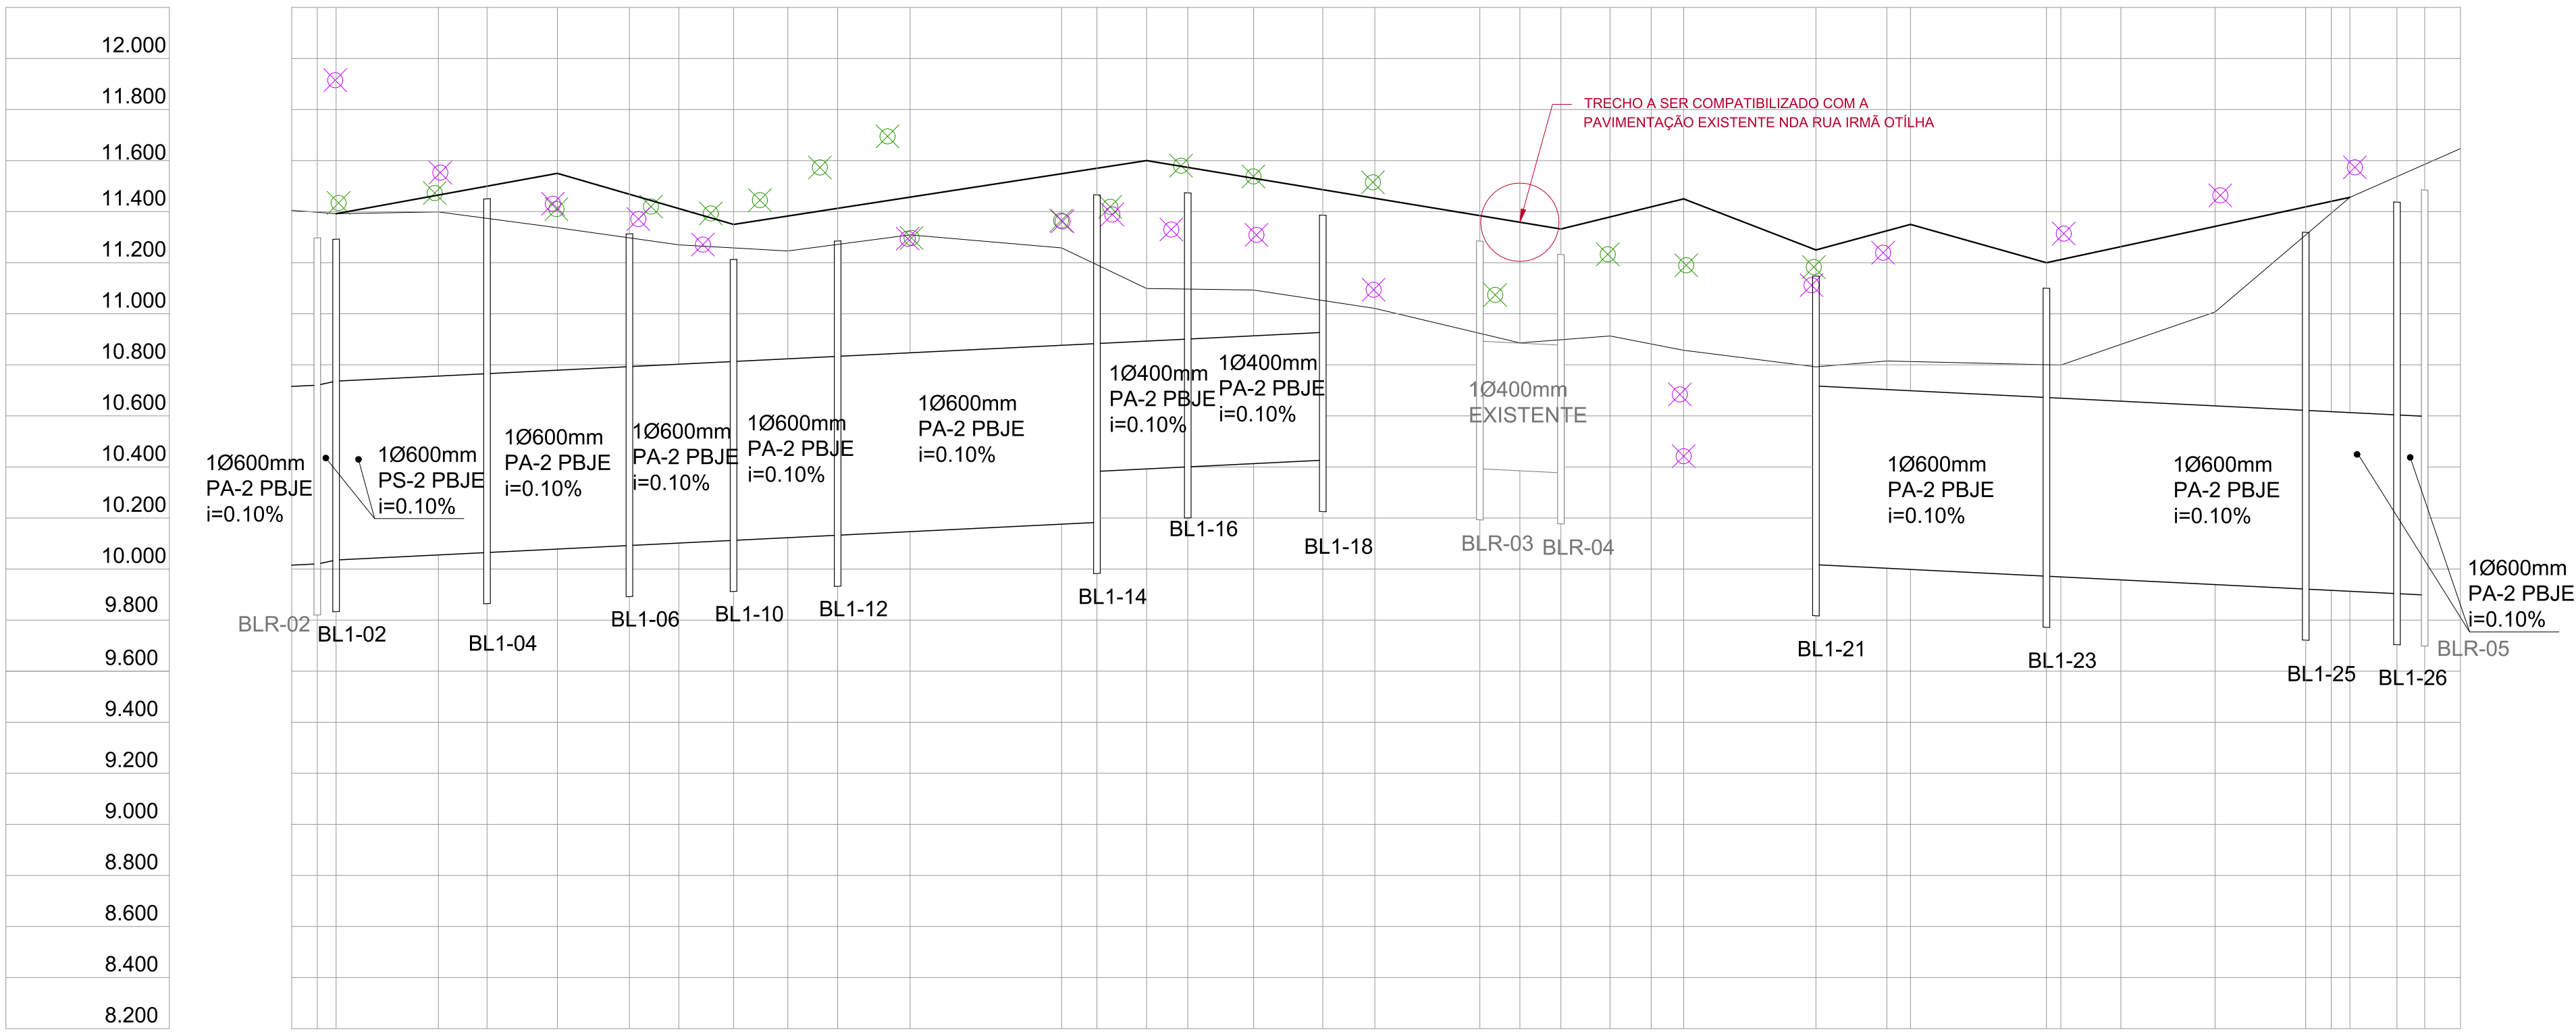 12.000
11.800
11.600
11.400
11.200
11.000
10.800
10.600
10.400
10.200
10.000
9.800
9.600
9.400
9.200
9.000
8.800
8.600
8.400
8.200
TRECHO A SER COMPATIBILIZADO COM A
PAVIMENTAÇÃO EXISTENTE NDA RUA IRMÃ OTÍLHA
1Ø600mm
PA-2 PBJE
i=0.10%
1Ø600mm
PS-2 PBJE
i=0.10%
1Ø600mm
PA-2 PBJE
i=0.10%
1Ø600mm
PA-2 PBJE
i=0.10%
1Ø600mm
PA-2 PBJE
i=0.10%
1Ø600mm
PA-2 PBJE
i=0.10%
1Ø400mm
PA-2 PBJE
i=0.10%
1Ø400mm
PA-2 PBJE
i=0.10%
1Ø400mm
EXISTENTE
1Ø600mm
PA-2 PBJE
i=0.10%
1Ø600mm
PA-2 PBJE
i=0.10%
1Ø600mm
PA-2 PBJE
i=0.10%
BLR-02
BL1-02
BL1-04
BL1-06
BL1-10
BL1-12
BL1-14
BL1-16
BL1-18
BLR-03
BLR-04
BL1-21
BL1-23
BL1-25
BL1-26
BLR-05